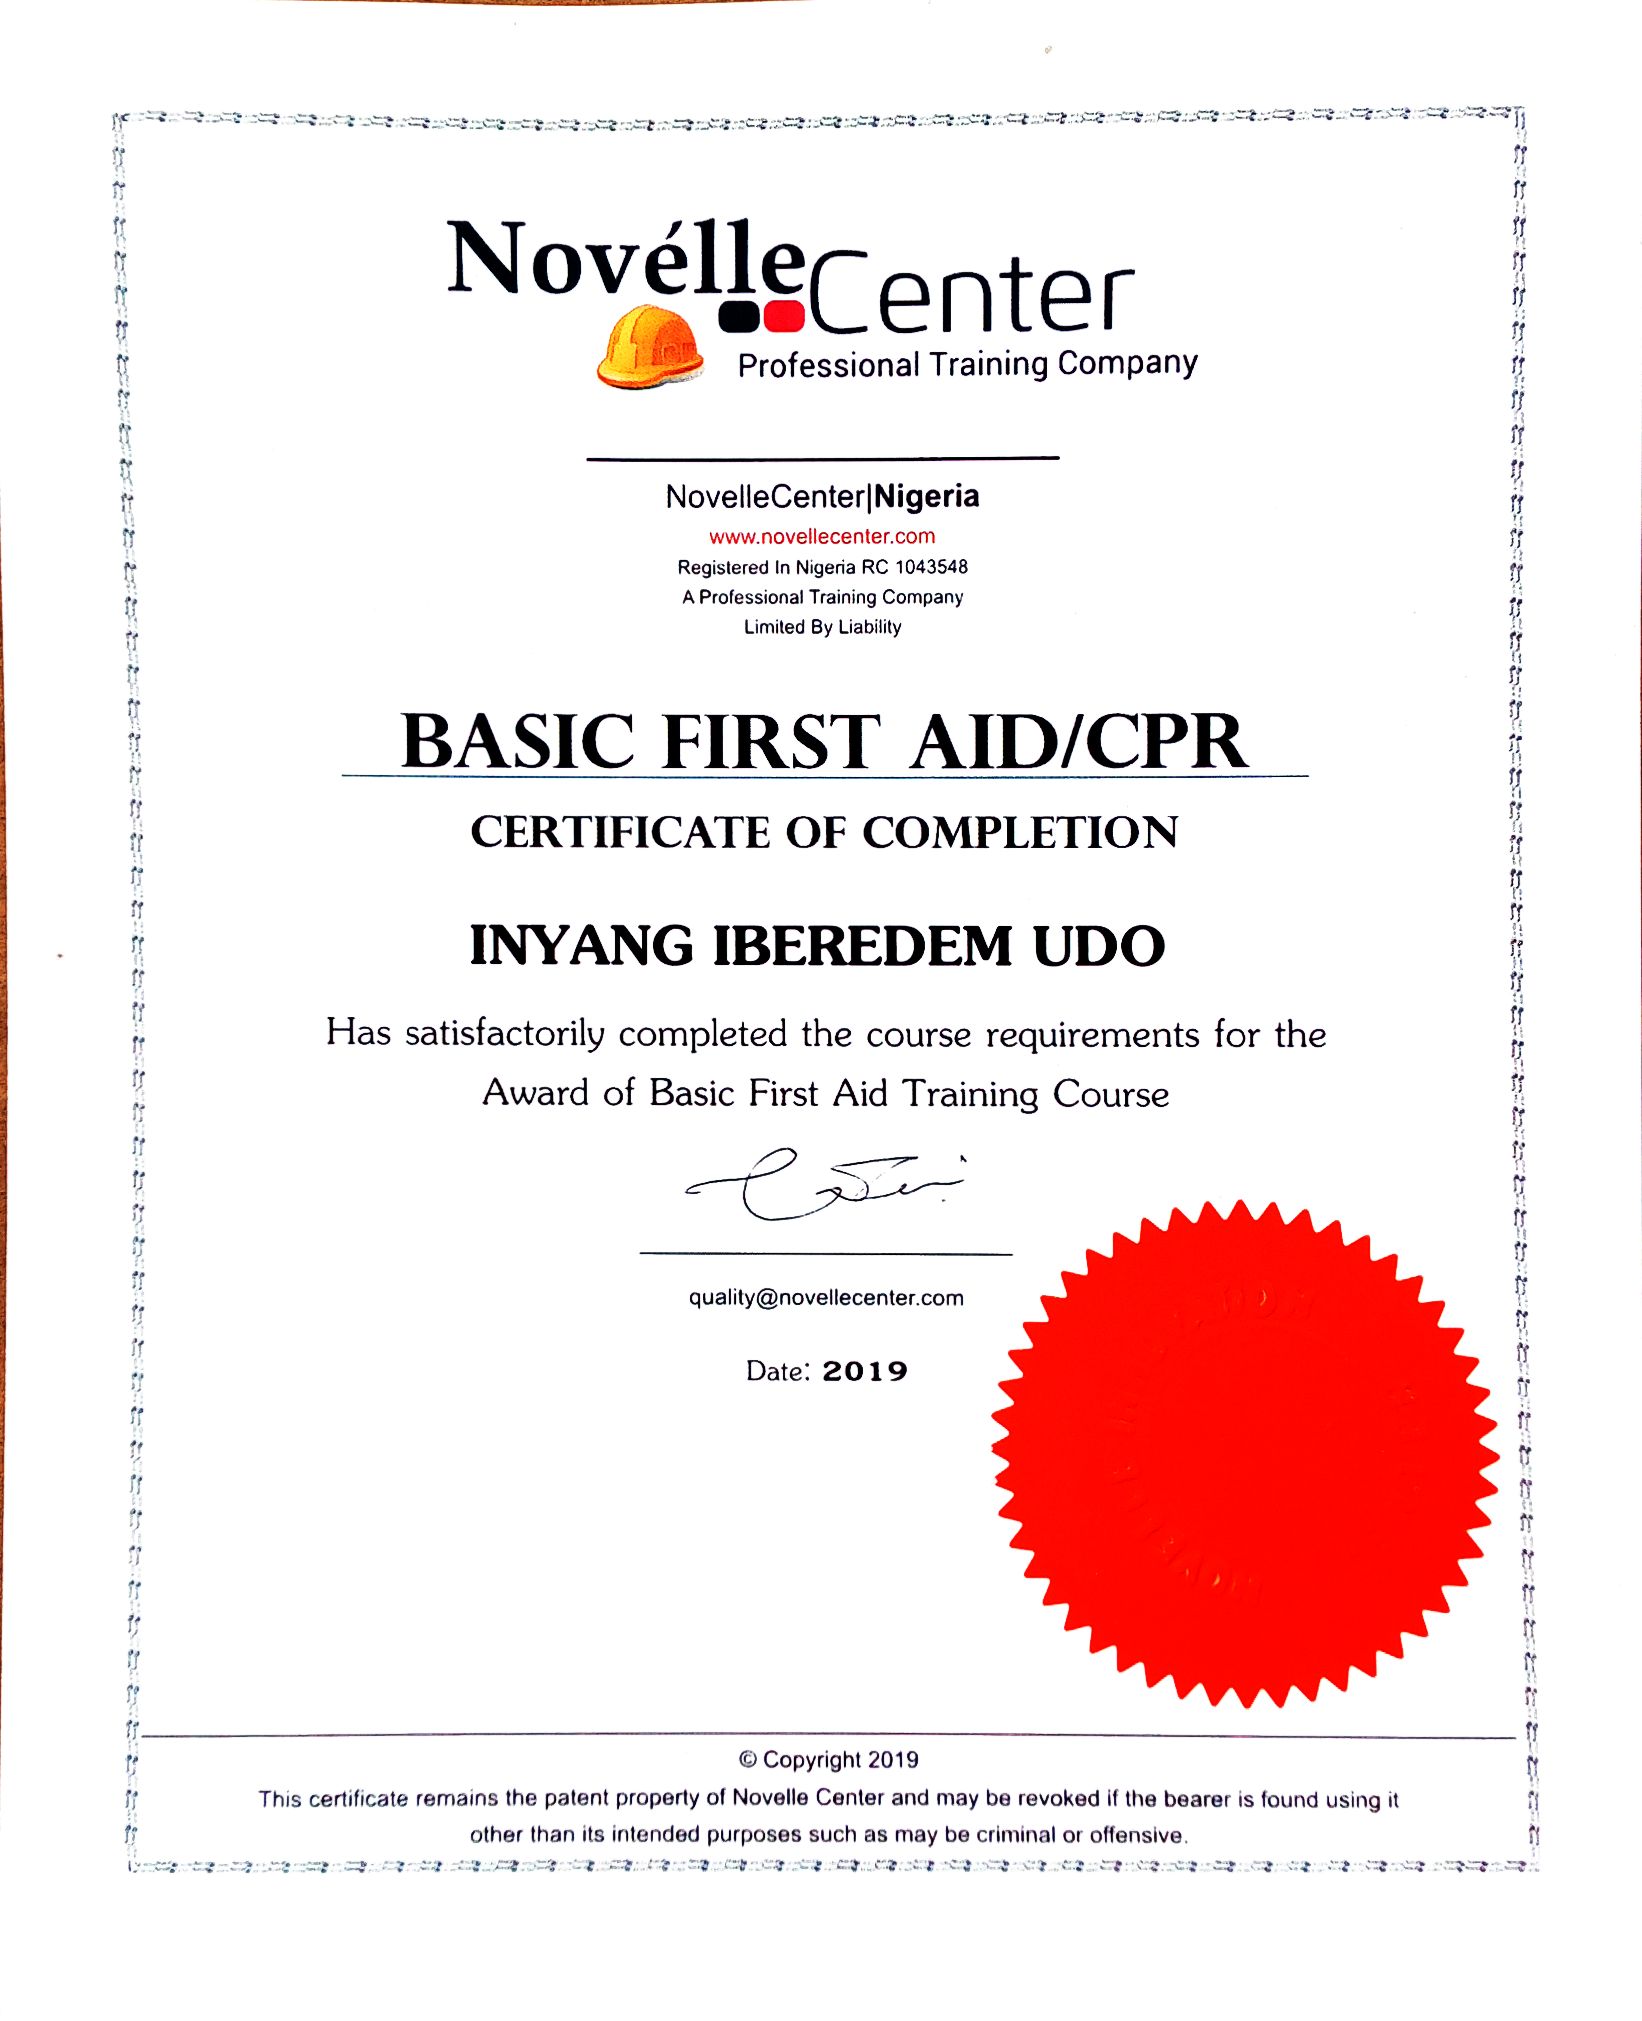 Novélle Center
Professional Training Company
NovelleCenter|Nigeria
www.novellecenter.com
Registered In Nigeria RC 1043548
A Professional Training Company
Limited By Liability
BASIC FIRST AID/CPR
CERTIFICATE OF COMPLETION
INYANG IBEREDEM UDO
Has satisfactorily completed the course requirements for the
Award of Basic First Aid Training Course
quality@novellecenter.com
Date: 2019
© Copyright 2019
This certificate remains the patent property of Novelle Center and may be revoked if the bearer is found using it
other than its intended purposes such as may be criminal or offensive.